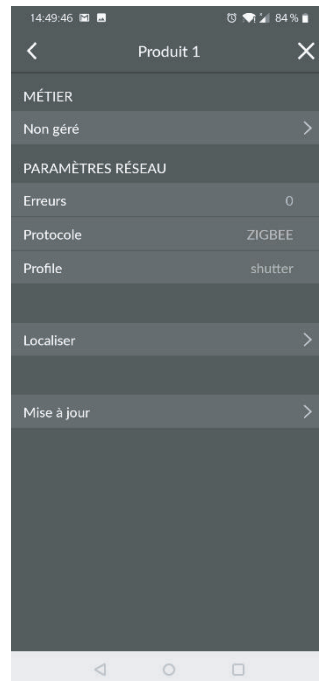 14:49:46 84 %
Produit 1
MÉTIER
Non géré
PARAMÈTRES RÉSEAU
Erreurs 0
Protocole ZIGBEE
Profile shutter
Localiser
Mise à jour